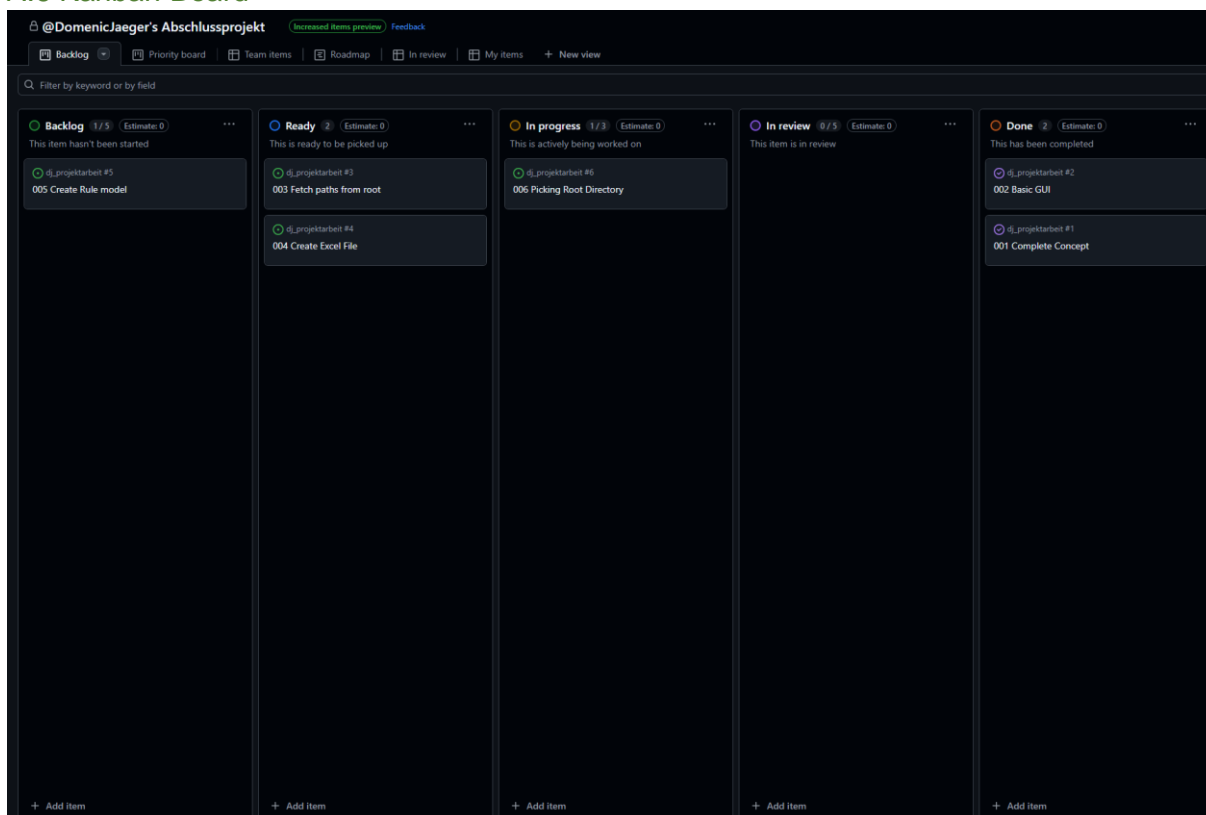 @DomenicJaeger's Abschlussprojekt Increased items preview Feedback
Backlog Priority board Team items Roadmap In review My items + New view
Filter by keyword or by field
Backlog 1/5 Estimate: 0 ...
This item hasn't been started
dj_projektarbeit #5
005 Create Rule model
+ Add item
Ready 2 Estimate: 0 ...
This is ready to be picked up
dj_projektarbeit #3
003 Fetch paths from root
dj_projektarbeit #4
004 Create Excel File
+ Add item
In progress 1/3 Estimate: 0 ...
This is actively being worked on
dj_projektarbeit #6
006 Picking Root Directory
+ Add item
In review 0/5 Estimate: 0 ...
This item is in review
+ Add item
Done 2 Estimate: 0 ...
This has been completed
dj_projektarbeit #2
002 Basic GUI
dj_projektarbeit #1
001 Complete Concept
+ Add item